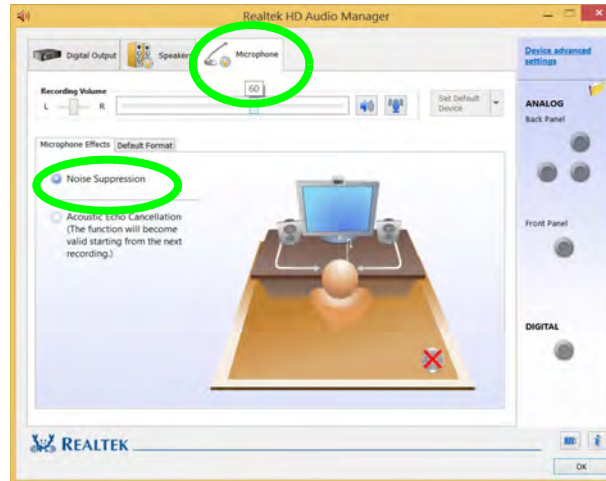 Realtek HD Audio Manager
Digital Output
Speakers
Microphone
Device advanced
settings
Recording Volume
60
L
R
Set Default
Device
ANALOG
Back Panel
Microphone Effects
Default Format
Noise Suppression
Acoustic Echo Cancellation
(The function will become
valid starting from the next
recording.)
Front Panel
DIGITAL
REALTEK
OK